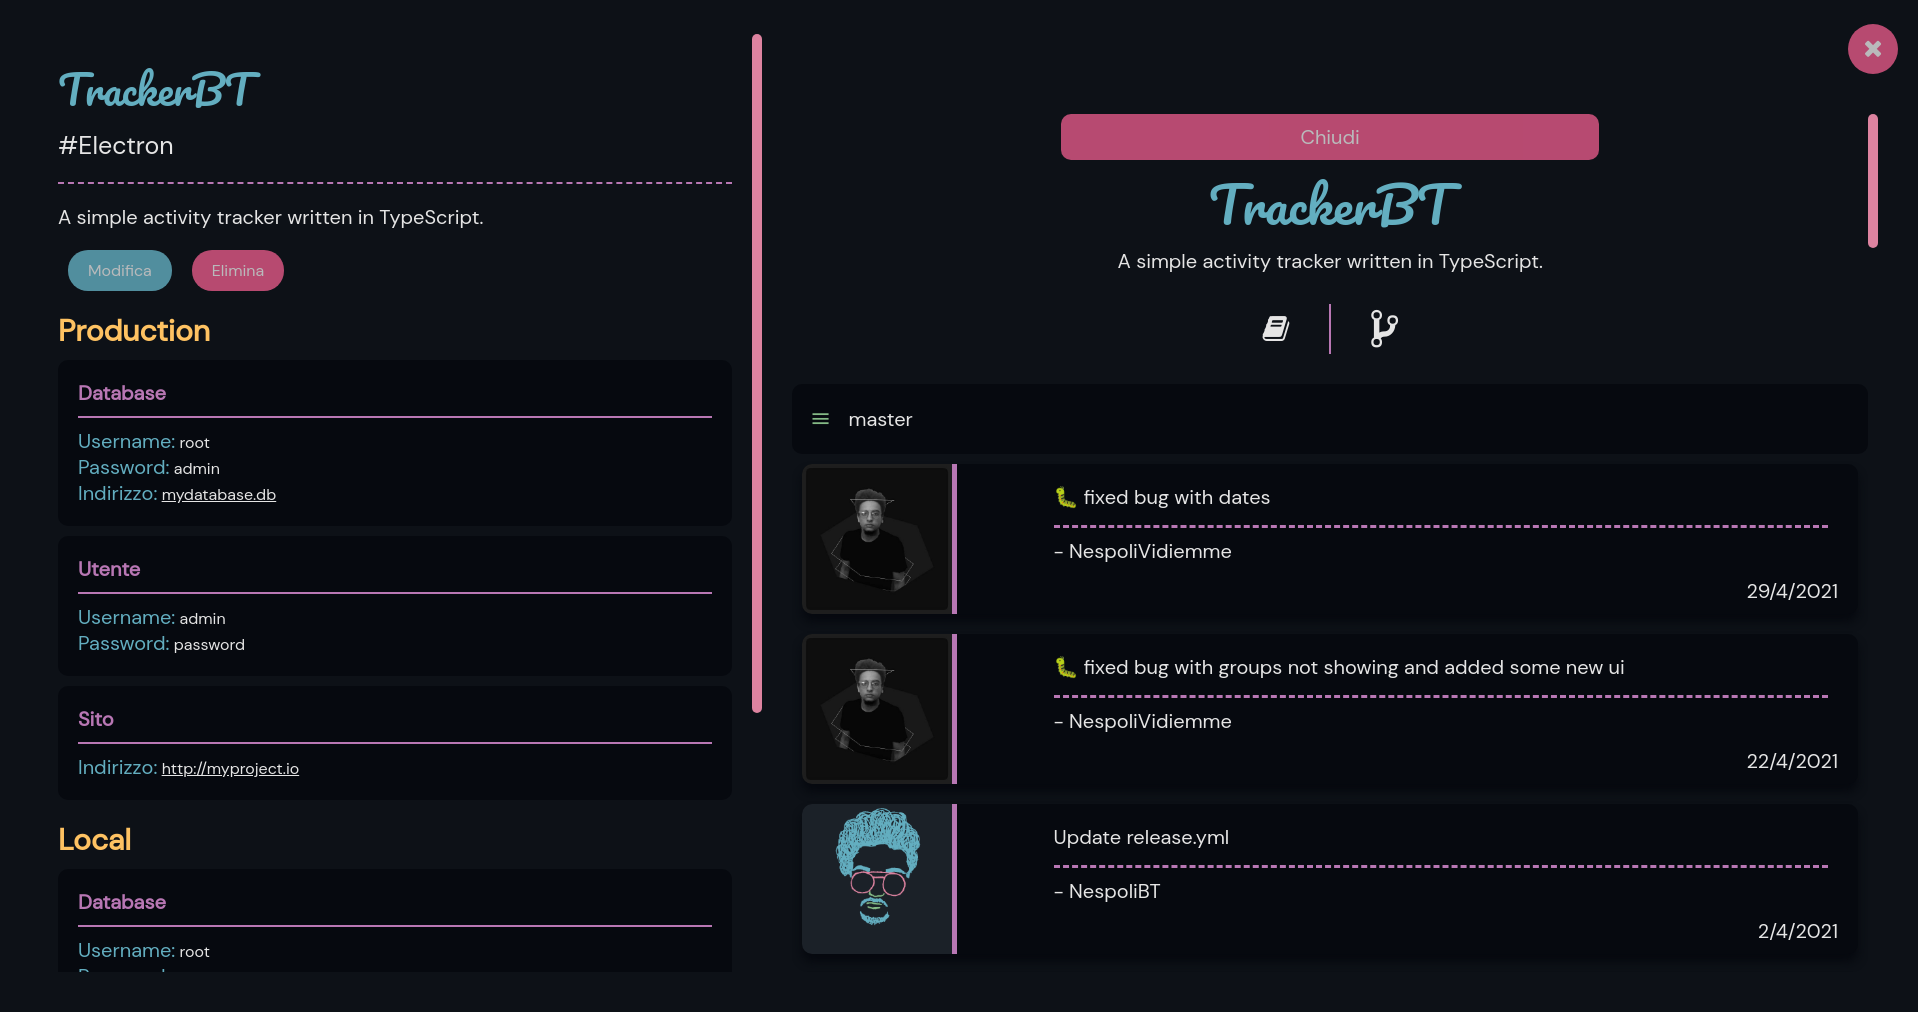 TrackerBT
#Electron
A simple activity tracker written in TypeScript.
Modifica
Elimina
Production
Database
Username: root
Password: admin
Indirizzo: mydatabase.db
Utente
Username: admin
Password: password
Sito
Indirizzo: http://myproject.io
Local
Database
Username: root
Chiudi
TrackerBT
A simple activity tracker written in TypeScript.
master
🐛 fixed bug with dates
- NespoliVidiemme
29/4/2021
🐛 fixed bug with groups not showing and added some new ui
- NespoliVidiemme
22/4/2021
Update release.yml
- NespoliBT
2/4/2021